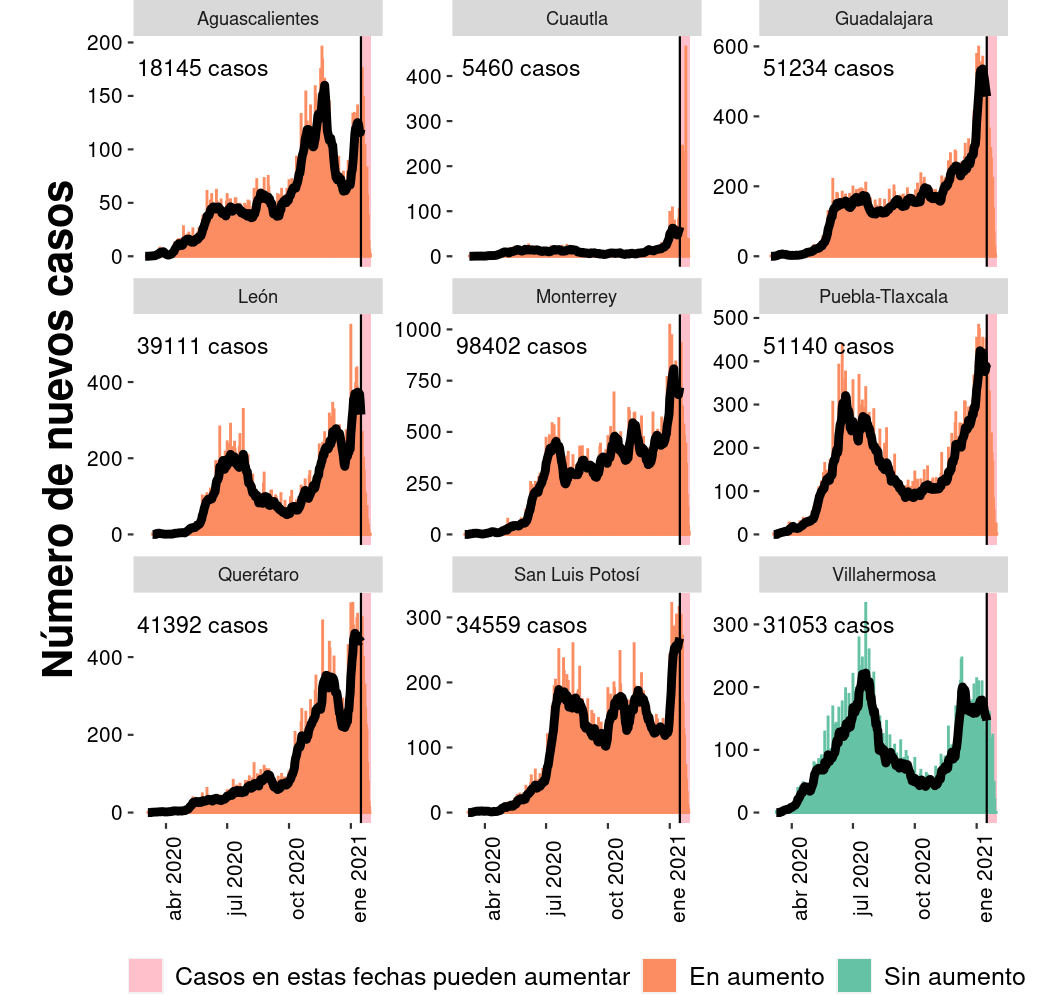 Número de nuevos casos
Aguascalientes
18145 casos
200
150
100
50
0
Cuautla
5460 casos
400
300
200
100
0
Guadalajara
51234 casos
600
400
200
0
León
39111 casos
400
200
0
Monterrey
98402 casos
1000
750
500
250
0
Puebla-Tlaxcala
51140 casos
500
400
300
200
100
0
Querétaro
41392 casos
400
200
0
San Luis Potosí
34559 casos
300
200
100
0
Villahermosa
31053 casos
300
200
100
0
abr 2020
jul 2020
oct 2020
ene 2021
abr 2020
jul 2020
oct 2020
ene 2021
abr 2020
jul 2020
oct 2020
ene 2021
Casos en estas fechas pueden aumentar
En aumento
Sin aumento